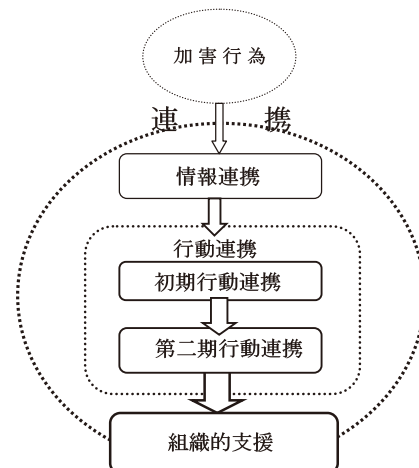 加害行為
連携
情報連携
行動連携
初期行動連携
第二期行動連携
組織的支援